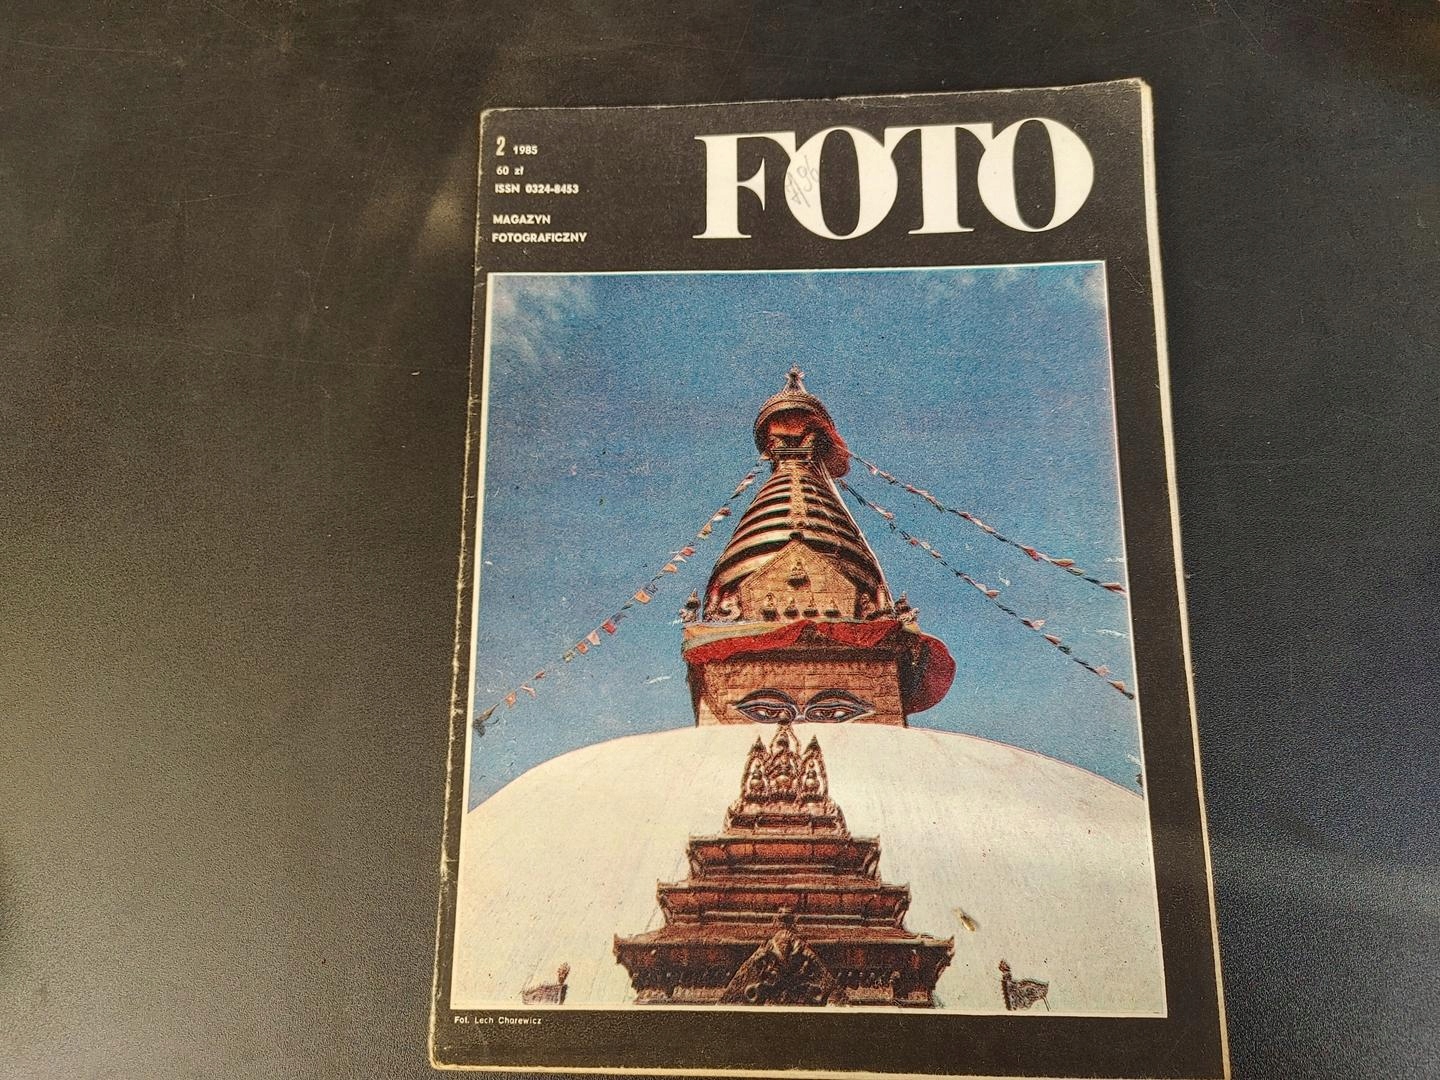 2 1985
60 zł
ISSN 0324-8453
MAGAZYN
FOTOGRAFICZNY
FOTO
Fot. Lech Charewicz